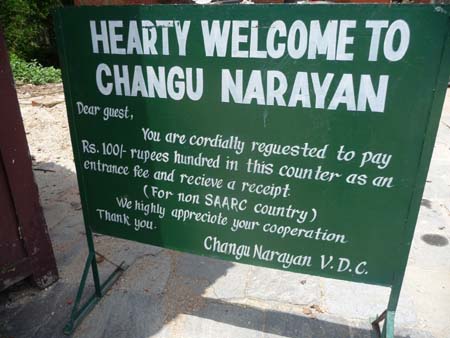 HEARTY WELCOME TO
CHANGU NARAYAN
Dear guest,
You are cordially reguested to pay
Rs. 100/- rupees hundred in this counter as an
entrance fee and recieve a receipt
(For non SAARC country)
We highly appreciote your cooperation
Thank you.
Changu Narayan V.D.C.